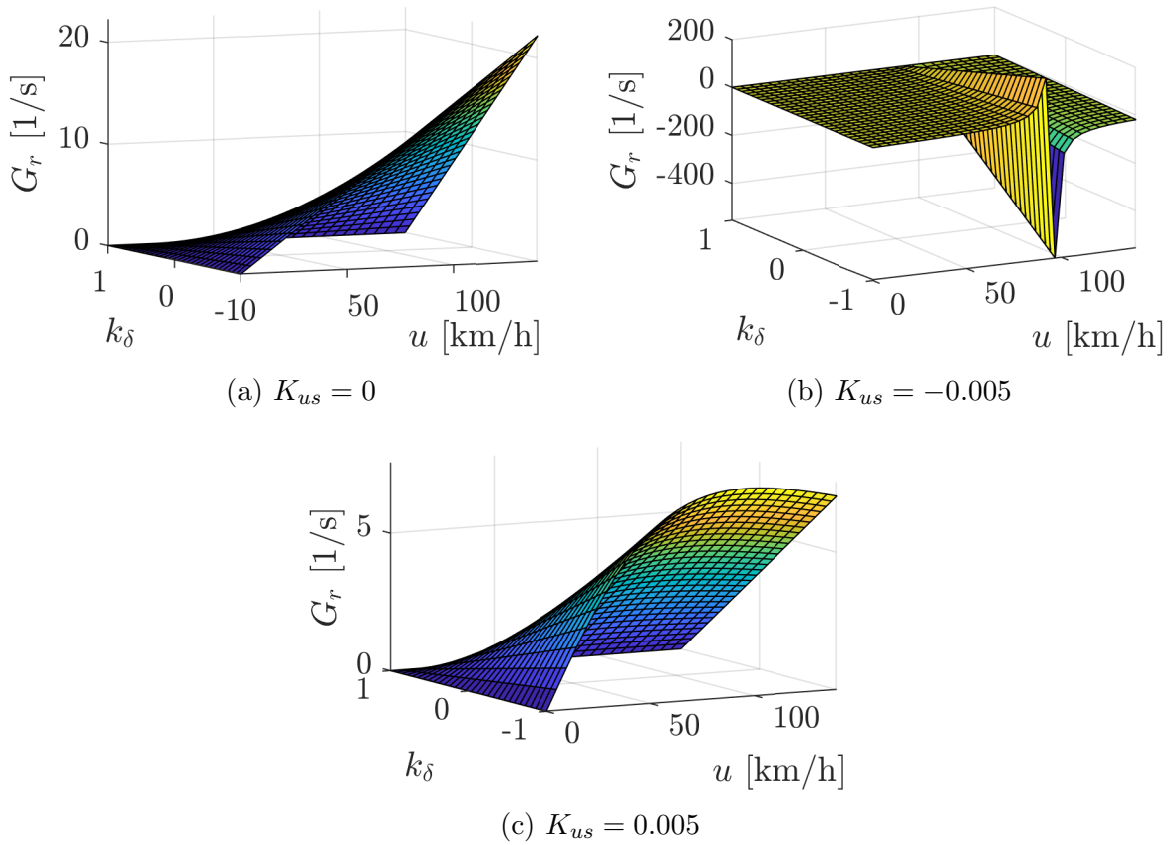 20
10
0
G_r [1/s]
1
0
-10
50
100
k_δ
u [km/h]
(a) K_us = 0
200
0
-200
-400
G_r [1/s]
1
0
-1
0
50
100
k_δ
u [km/h]
(b) K_us = −0.005
5
0
G_r [1/s]
1
0
-1
0
50
100
k_δ
u [km/h]
(c) K_us = 0.005